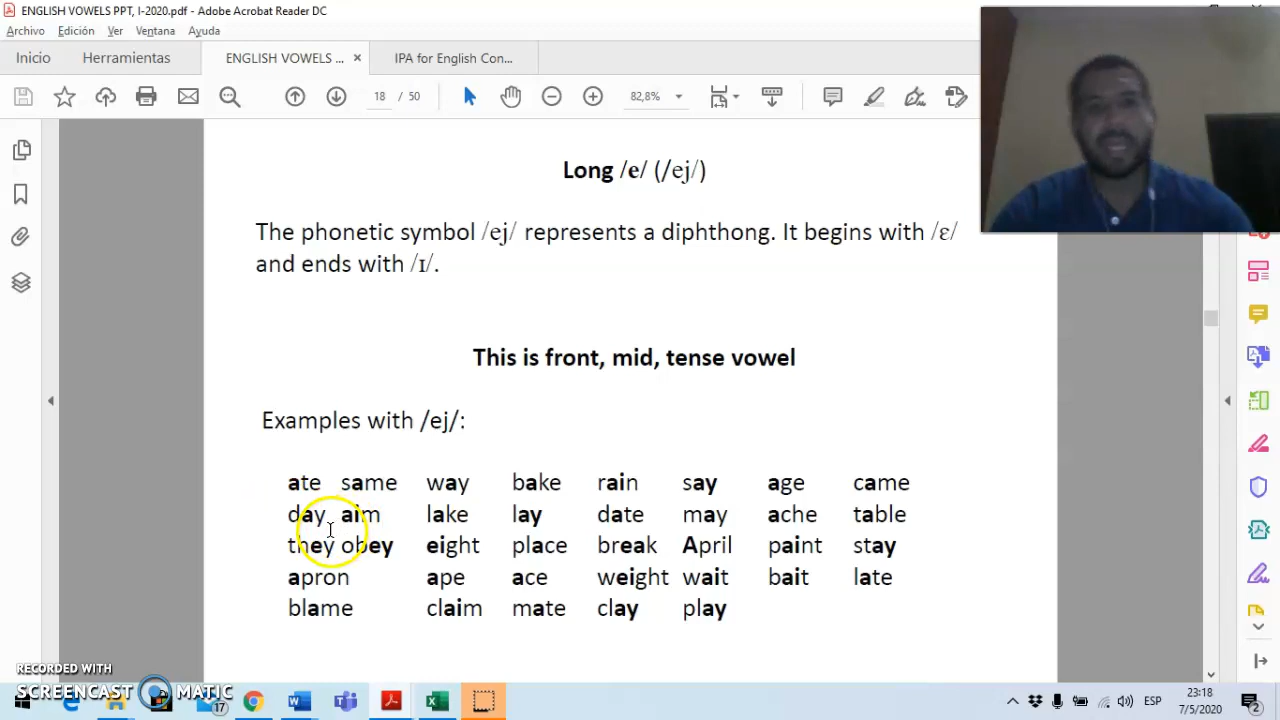 ENGLISH VOWELS PPT, I-2020.pdf - Adobe Acrobat Reader DC
Archivo Edición Ver Ventana Ayuda
Inicio Herramientas ENGLISH VOWELS ... × IPA for English Con...
18 / 50 82,8%
Long /e/ (/ej/)
The phonetic symbol /ej/ represents a diphthong. It begins with /ɛ/
and ends with /ɪ/.
This is front, mid, tense vowel
Examples with /ej/:
ate same way bake rain say age came
day aim lake lay date may ache table
they obey eight place break April paint stay
apron ape ace weight wait bait late
blame claim mate clay play
RECORDED WITH
SCREENCAST MATIC
17
ESP
23:18
7/5/2020
2